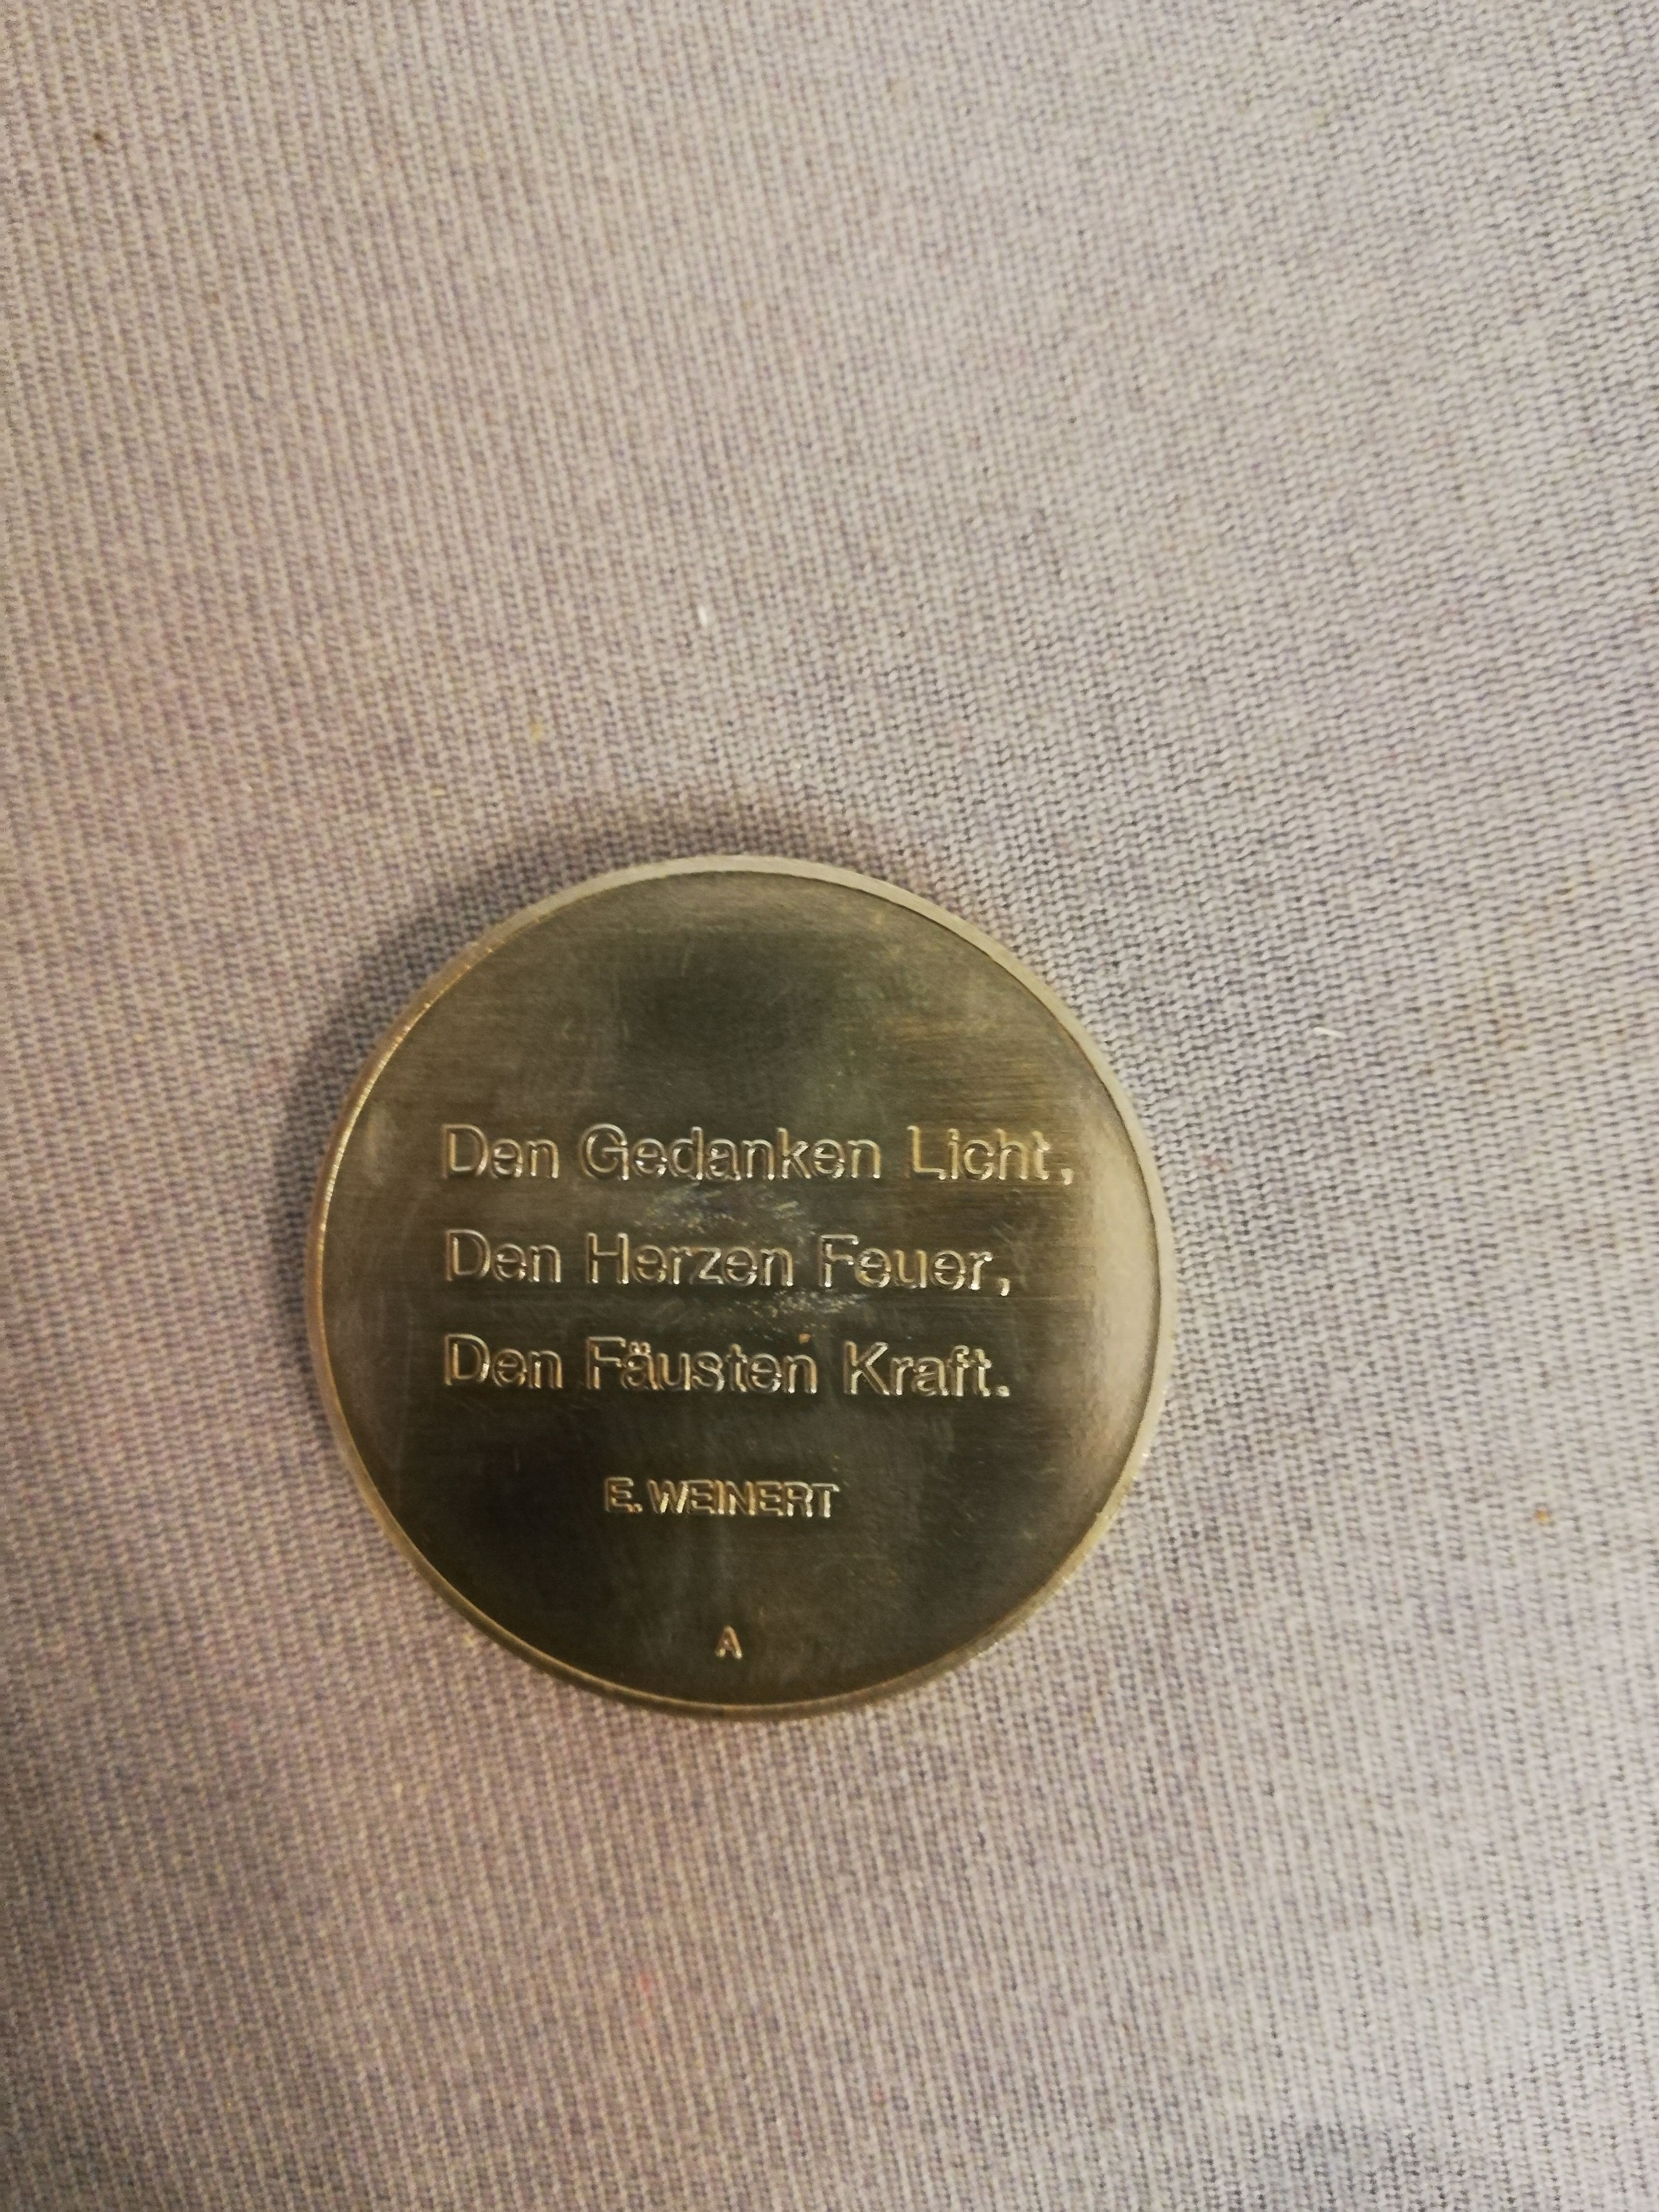 Den Gedanken Licht,
Den Herzen Feuer,
Den Fäusten Kraft.
E. WEINERT
A